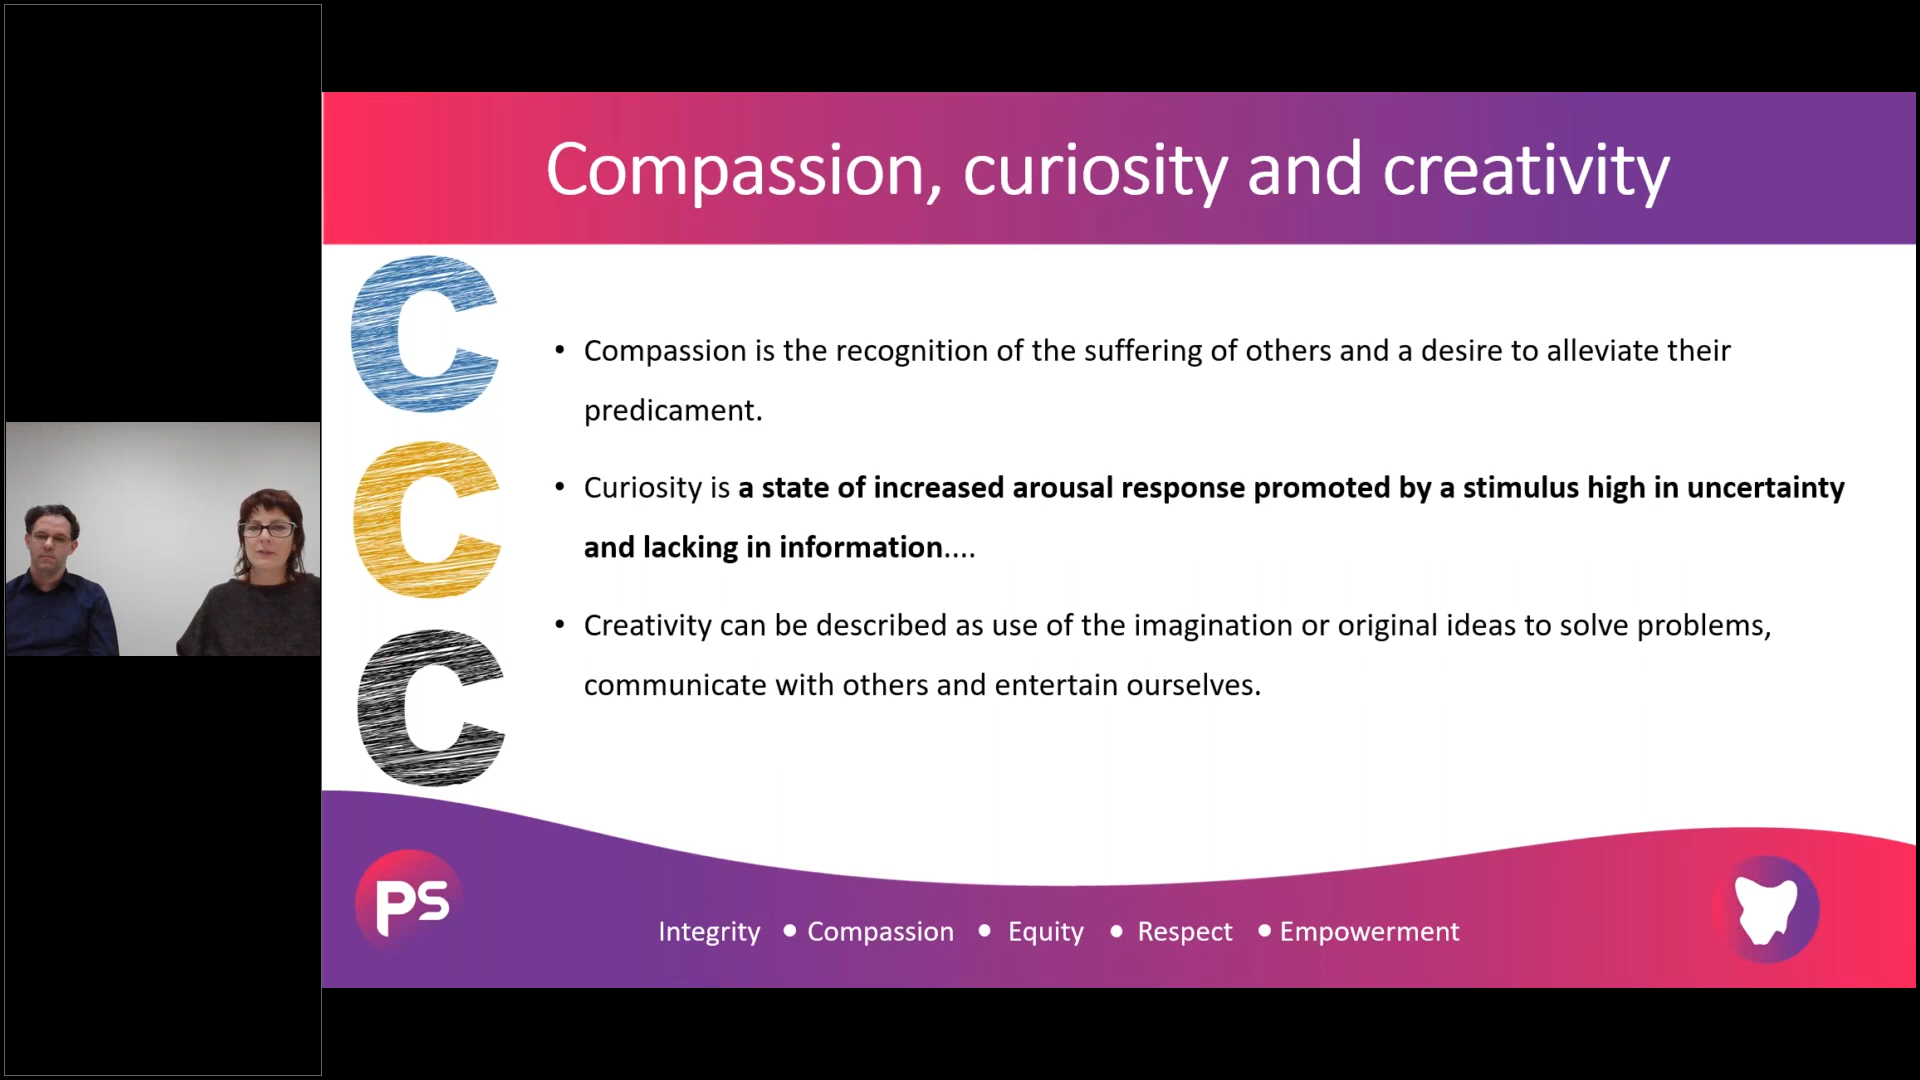 Compassion, curiosity and creativity
C
• Compassion is the recognition of the suffering of others and a desire to alleviate their
predicament.
C
• Curiosity is a state of increased arousal response promoted by a stimulus high in uncertainty
and lacking in information....
C
• Creativity can be described as use of the imagination or original ideas to solve problems,
communicate with others and entertain ourselves.
PS
Integrity • Compassion • Equity • Respect • Empowerment